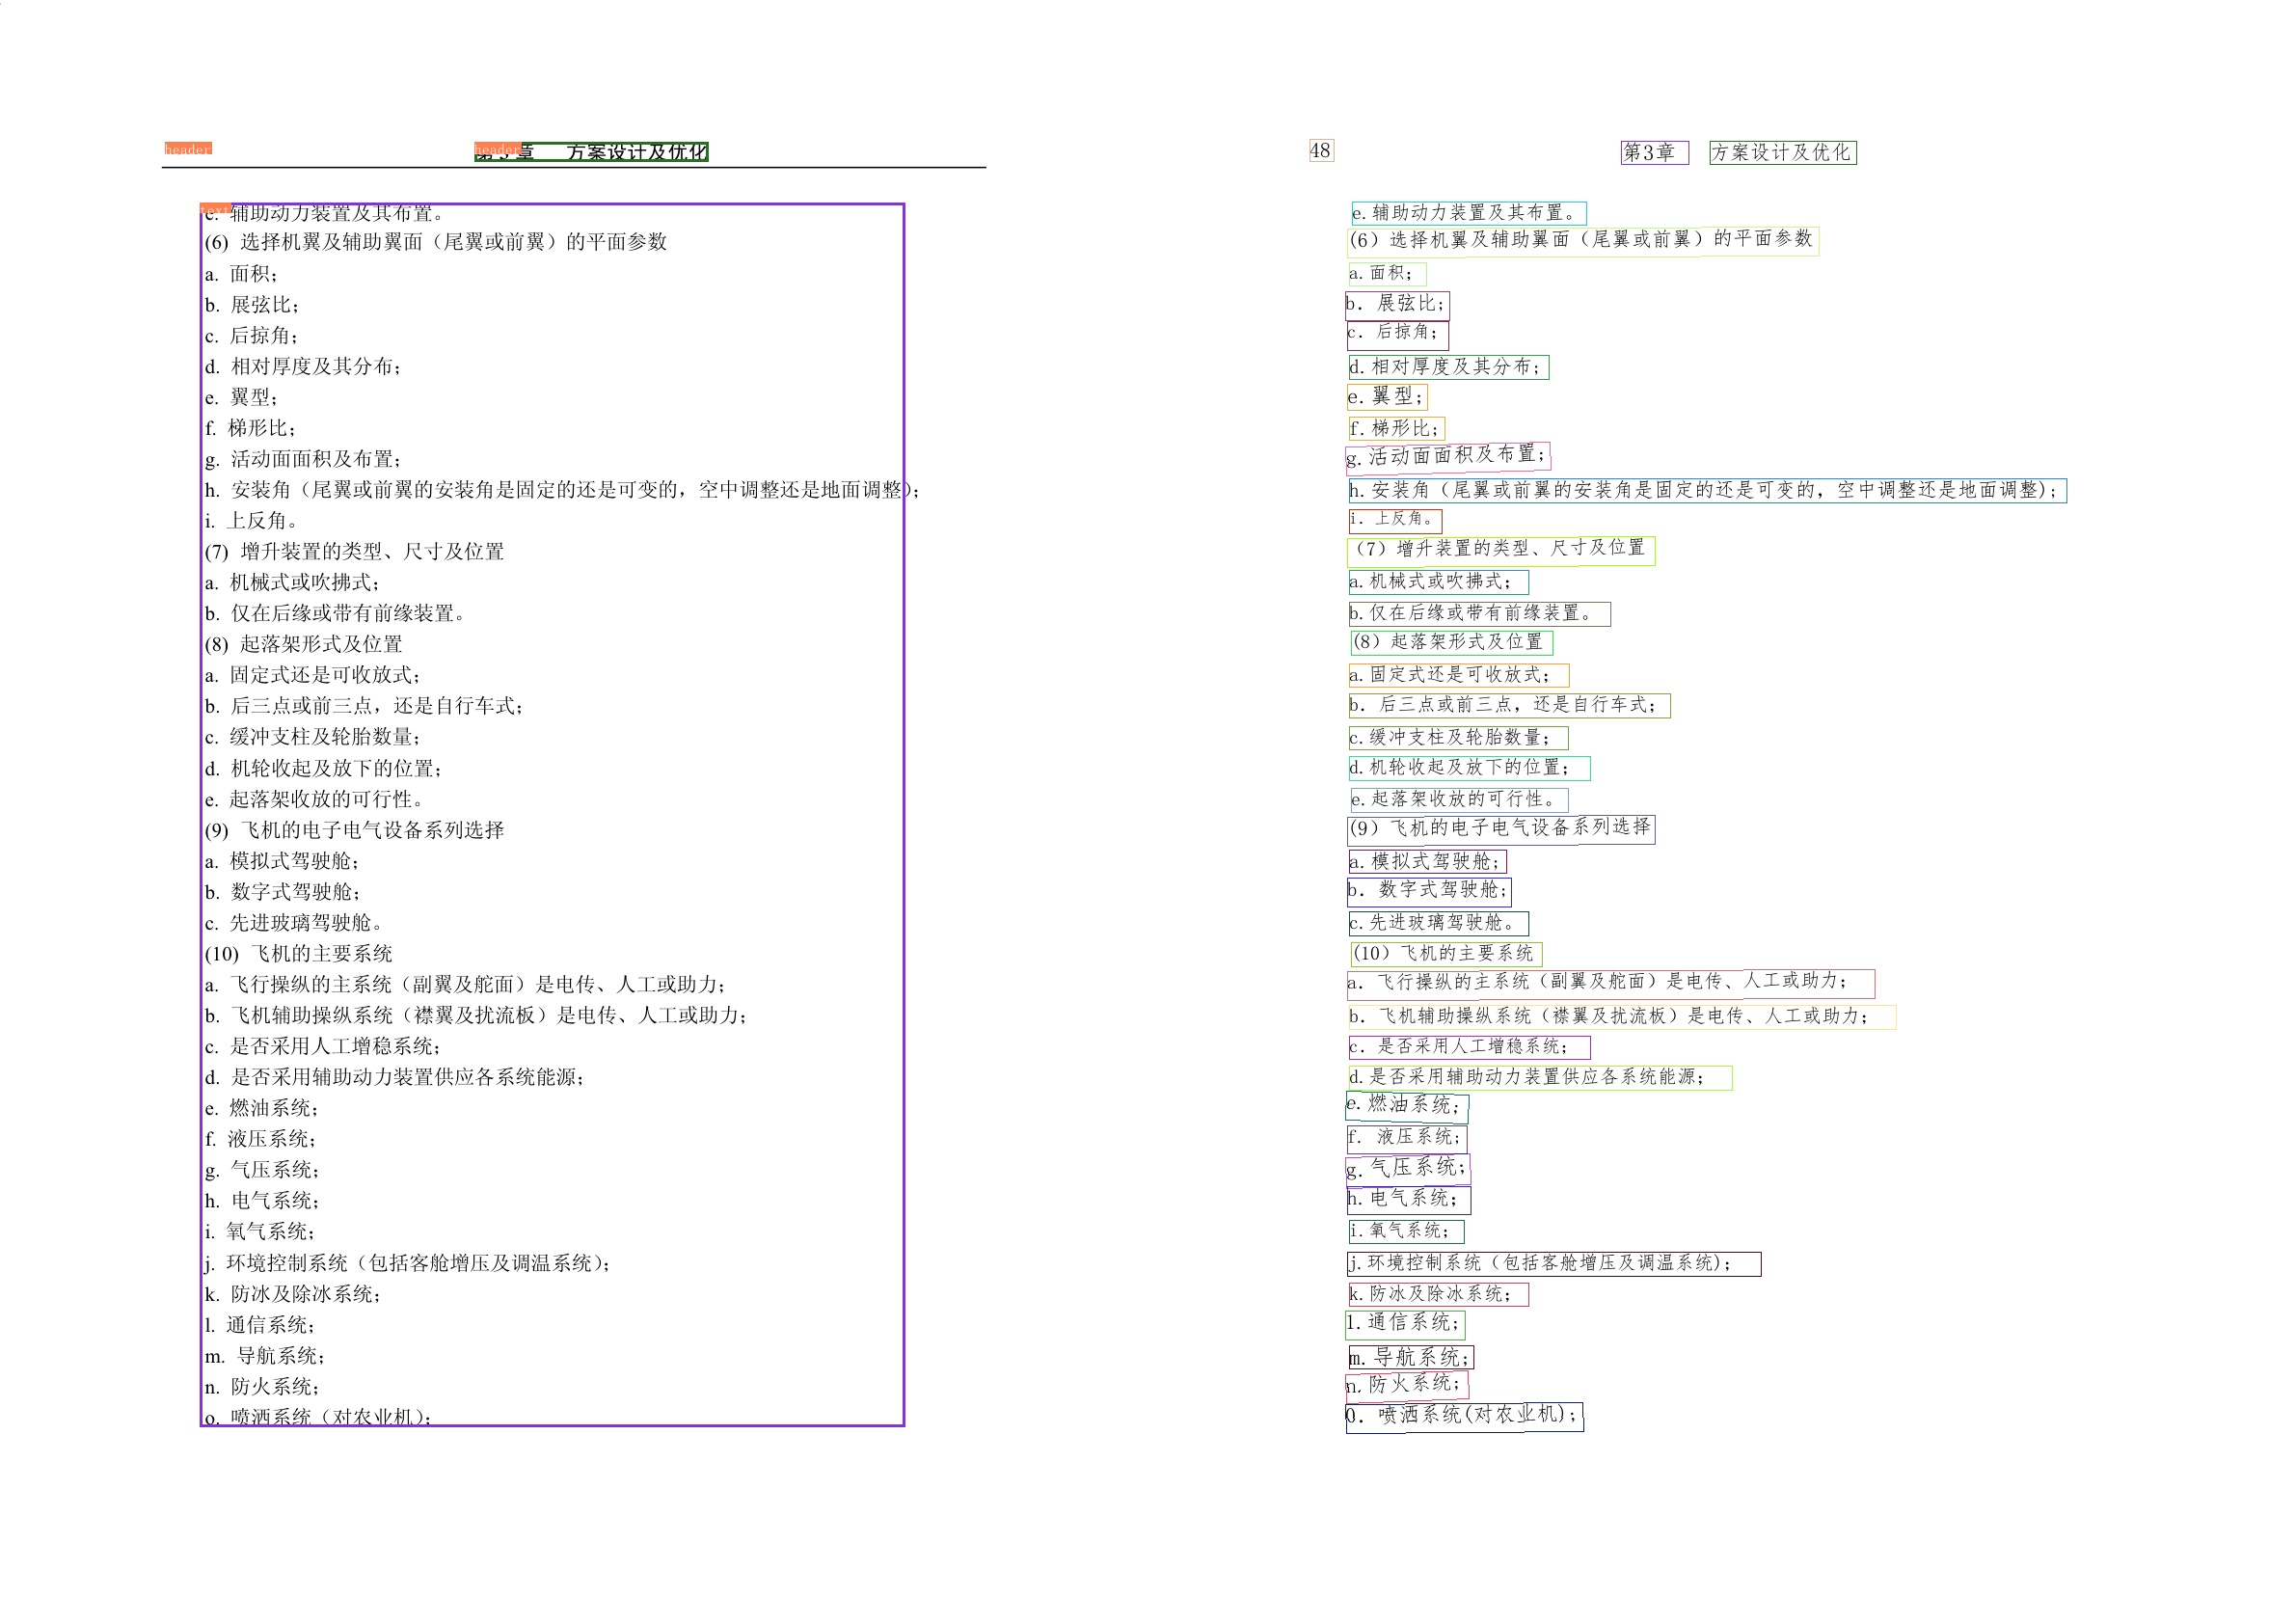 header
header
第 3 章 方案设计及优化
text
e. 辅助动力装置及其布置。
(6) 选择机翼及辅助翼面（尾翼或前翼）的平面参数
a. 面积；
b. 展弦比；
c. 后掠角；
d. 相对厚度及其分布；
e. 翼型；
f. 梯形比；
g. 活动面面积及布置；
h. 安装角（尾翼或前翼的安装角是固定的还是可变的，空中调整还是地面调整）；
i. 上反角。
(7) 增升装置的类型、尺寸及位置
a. 机械式或吹拂式；
b. 仅在后缘或带有前缘装置。
(8) 起落架形式及位置
a. 固定式还是可收放式；
b. 后三点或前三点，还是自行车式；
c. 缓冲支柱及轮胎数量；
d. 机轮收起及放下的位置；
e. 起落架收放的可行性。
(9) 飞机的电子电气设备系列选择
a. 模拟式驾驶舱；
b. 数字式驾驶舱；
c. 先进玻璃驾驶舱。
(10) 飞机的主要系统
a. 飞行操纵的主系统（副翼及舵面）是电传、人工或助力；
b. 飞机辅助操纵系统（襟翼及扰流板）是电传、人工或助力；
c. 是否采用人工增稳系统；
d. 是否采用辅助动力装置供应各系统能源；
e. 燃油系统；
f. 液压系统；
g. 气压系统；
h. 电气系统；
i. 氧气系统；
j. 环境控制系统（包括客舱增压及调温系统）；
k. 防冰及除冰系统；
l. 通信系统；
m. 导航系统；
n. 防火系统；
o. 喷洒系统（对农业机）；
48
第3章 方案设计及优化
e.辅助动力装置及其布置。
(6）选择机翼及辅助翼面（尾翼或前翼）的平面参数
a.面积；
b. 展弦比；
c. 后掠角；
d.相对厚度及其分布；
e.翼型；
f.梯形比；
g.活动面面积及布置；
h.安装角（尾翼或前翼的安装角是固定的还是可变的，空中调整还是地面调整)；
i. 上反角。
（7）增升装置的类型、尺寸及位置
a.机械式或吹拂式；
b.仅在后缘或带有前缘装置。
(8）起落架形式及位置
a.固定式还是可收放式；
b. 后三点或前三点，还是自行车式；
c.缓冲支柱及轮胎数量；
d.机轮收起及放下的位置；
e.起落架收放的可行性。
(9）飞机的电子电气设备系列选择
a.模拟式驾驶舱；
b. 数字式驾驶舱；
c.先进玻璃驾驶舱。
(10）飞机的主要系统
a. 飞行操纵的主系统（副翼及舵面）是电传、人工或助力；
b. 飞机辅助操纵系统（襟翼及扰流板）是电传、人工或助力；
c. 是否采用人工增稳系统；
d.是否采用辅助动力装置供应各系统能源；
e.燃油系统；
f. 液压系统；
g.气压系统；
h.电气系统；
i.氧气系统；
j.环境控制系统（包括客舱增压及调温系统)；
k.防冰及除冰系统；
l.通信系统；
m.导航系统；
n.防火系统；
0. 喷洒系统(对农业机)；